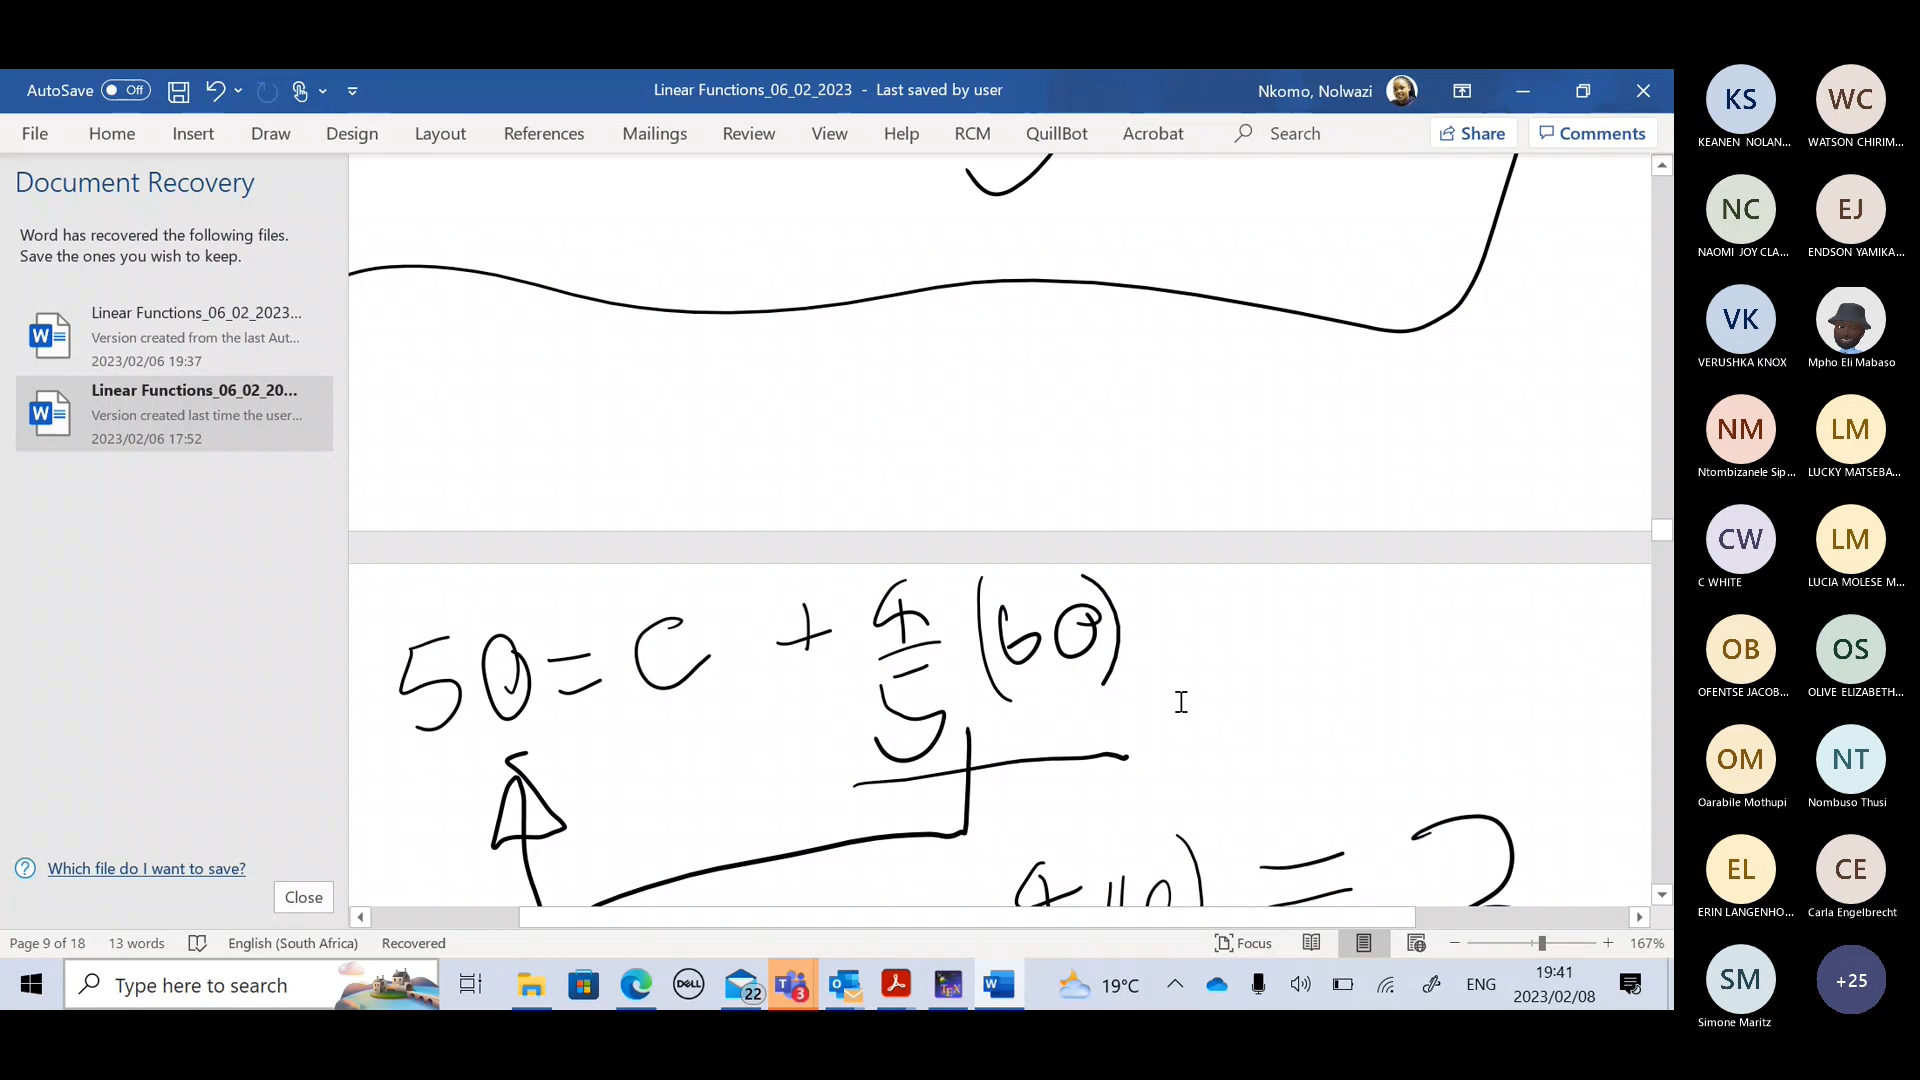 AutoSave Off
Linear Functions_06_02_2023 - Last saved by user
Nkomo, Nolwazi
File Home Insert Draw Design Layout References Mailings Review View Help RCM QuillBot Acrobat Search Share Comments
Document Recovery
Word has recovered the following files.
Save the ones you wish to keep.
Linear Functions_06_02_2023...
Version created from the last Aut...
2023/02/06 19:37
Linear Functions_06_02_20...
Version created last time the user...
2023/02/06 17:52
Which file do I want to save?
Close
50 = C + 4/5 (60)
Page 9 of 18 13 words English (South Africa) Recovered Focus 167%
Type here to search
22
3
19°C
ENG
19:41
2023/02/08
KS WC
KEANEN NOLAN... WATSON CHIRIM...
NC EJ
NAOMI JOY CLA... ENDSON YAMIKA...
VK
VERUSHKA KNOX Mpho Eli Mabaso
NM LM
Ntombizanele Sip... LUCKY MATSEBA...
CW LM
C WHITE LUCIA MOLESE M...
OB OS
OFENTSE JACOB... OLIVE ELIZABETH...
OM NT
Oarabile Mothupi Nombuso Thusi
EL CE
ERIN LANGENHO... Carla Engelbrecht
SM +25
Simone Maritz